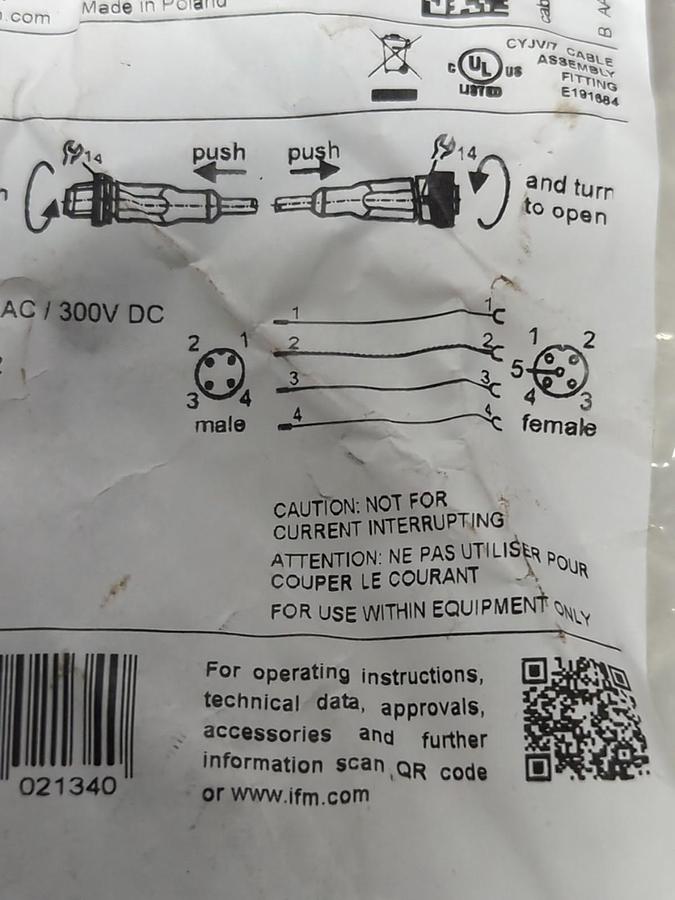 .com
Made in Poland
cab
C UL US
LISTED
CYJV/7 CABLE
ASSEMBLY
FITTING
E191684
14
push
push
14
and turn
to open
AC / 300V DC
2 1
3 4
male
1 1
2 2
3 3
4 4
1 2
5
4 3
female
CAUTION: NOT FOR
CURRENT INTERRUPTING
ATTENTION: NE PAS UTILISER POUR
COUPER LE COURANT
FOR USE WITHIN EQUIPMENT ONLY
021340
For operating instructions,
technical data, approvals,
accessories and further
information scan QR code
or www.ifm.com